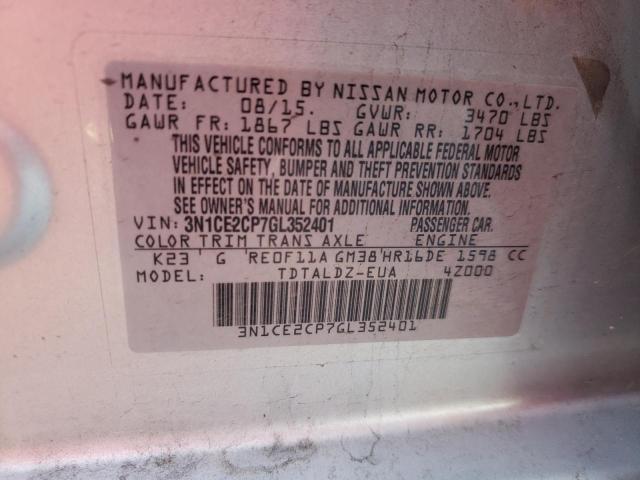 MANUFACTURED BY NISSAN MOTOR CO.,LTD.
DATE: 08/15. GVWR: 3470 LBS
GAWR FR: 1867 LBS GAWR RR: 1704 LBS
THIS VEHICLE CONFORMS TO ALL APPLICABLE FEDERAL MOTOR
VEHICLE SAFETY, BUMPER AND THEFT PREVENTION STANDARDS
IN EFFECT ON THE DATE OF MANUFACTURE SHOWN ABOVE.
SEE OWNER'S MANUAL FOR ADDITIONAL INFORMATION.
VIN: 3N1CE2CP7GL352401 PASSENGER CAR.
COLOR TRIM TRANS AXLE ENGINE
K23 G RE0F11A GM38 HR16DE 1598 CC
MODEL: TDTALDZ-EUA 4Z000
3N1CE2CP7GL352401